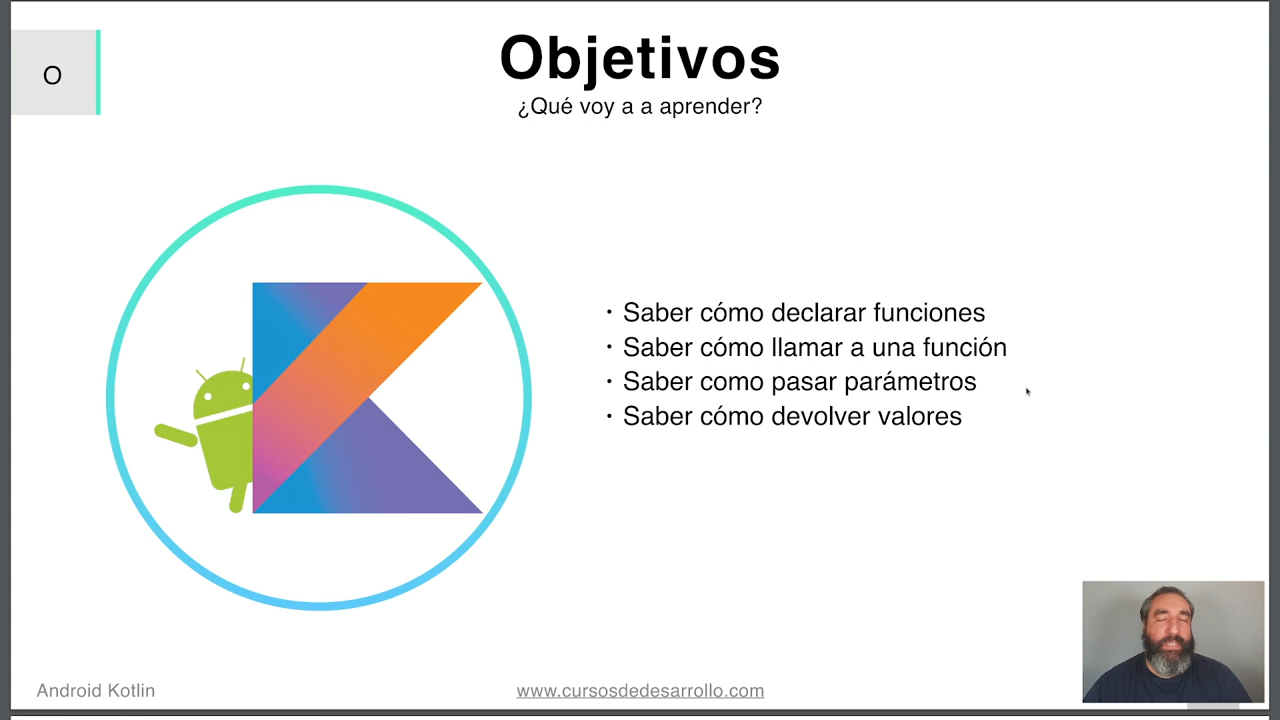 O
Objetivos
¿Qué voy a a aprender?
· Saber cómo declarar funciones
· Saber cómo llamar a una función
· Saber como pasar parámetros
· Saber cómo devolver valores
Android Kotlin
www.cursosdedesarrollo.com